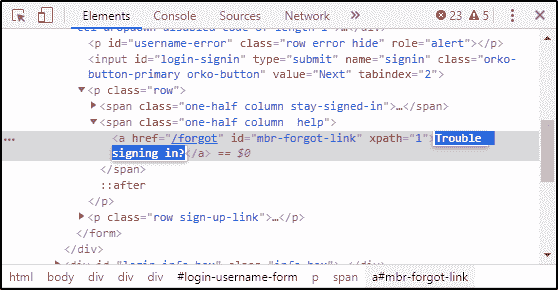 Elements Console Sources 23 5
<p id="username-error" class="row error hide" role="alert"></p>
<input id="login-signin" type="submit" name="signin" class="orko-
button-primary orko-button" value="Next" tabindex="2">
<p class="row">
<span class="one-half column stay-signed-in">…</span>
<span class="one-half column  help">
… <a href="/forgot" id="mbr-forgot-link" xpath="1">Trouble
signing in?</a> == $0
</span>
::after
</p>
<p class="row sign-up-link">…</p>
</form>
</div>
html body div div div #login-username-form p span a#mbr-forgot-link